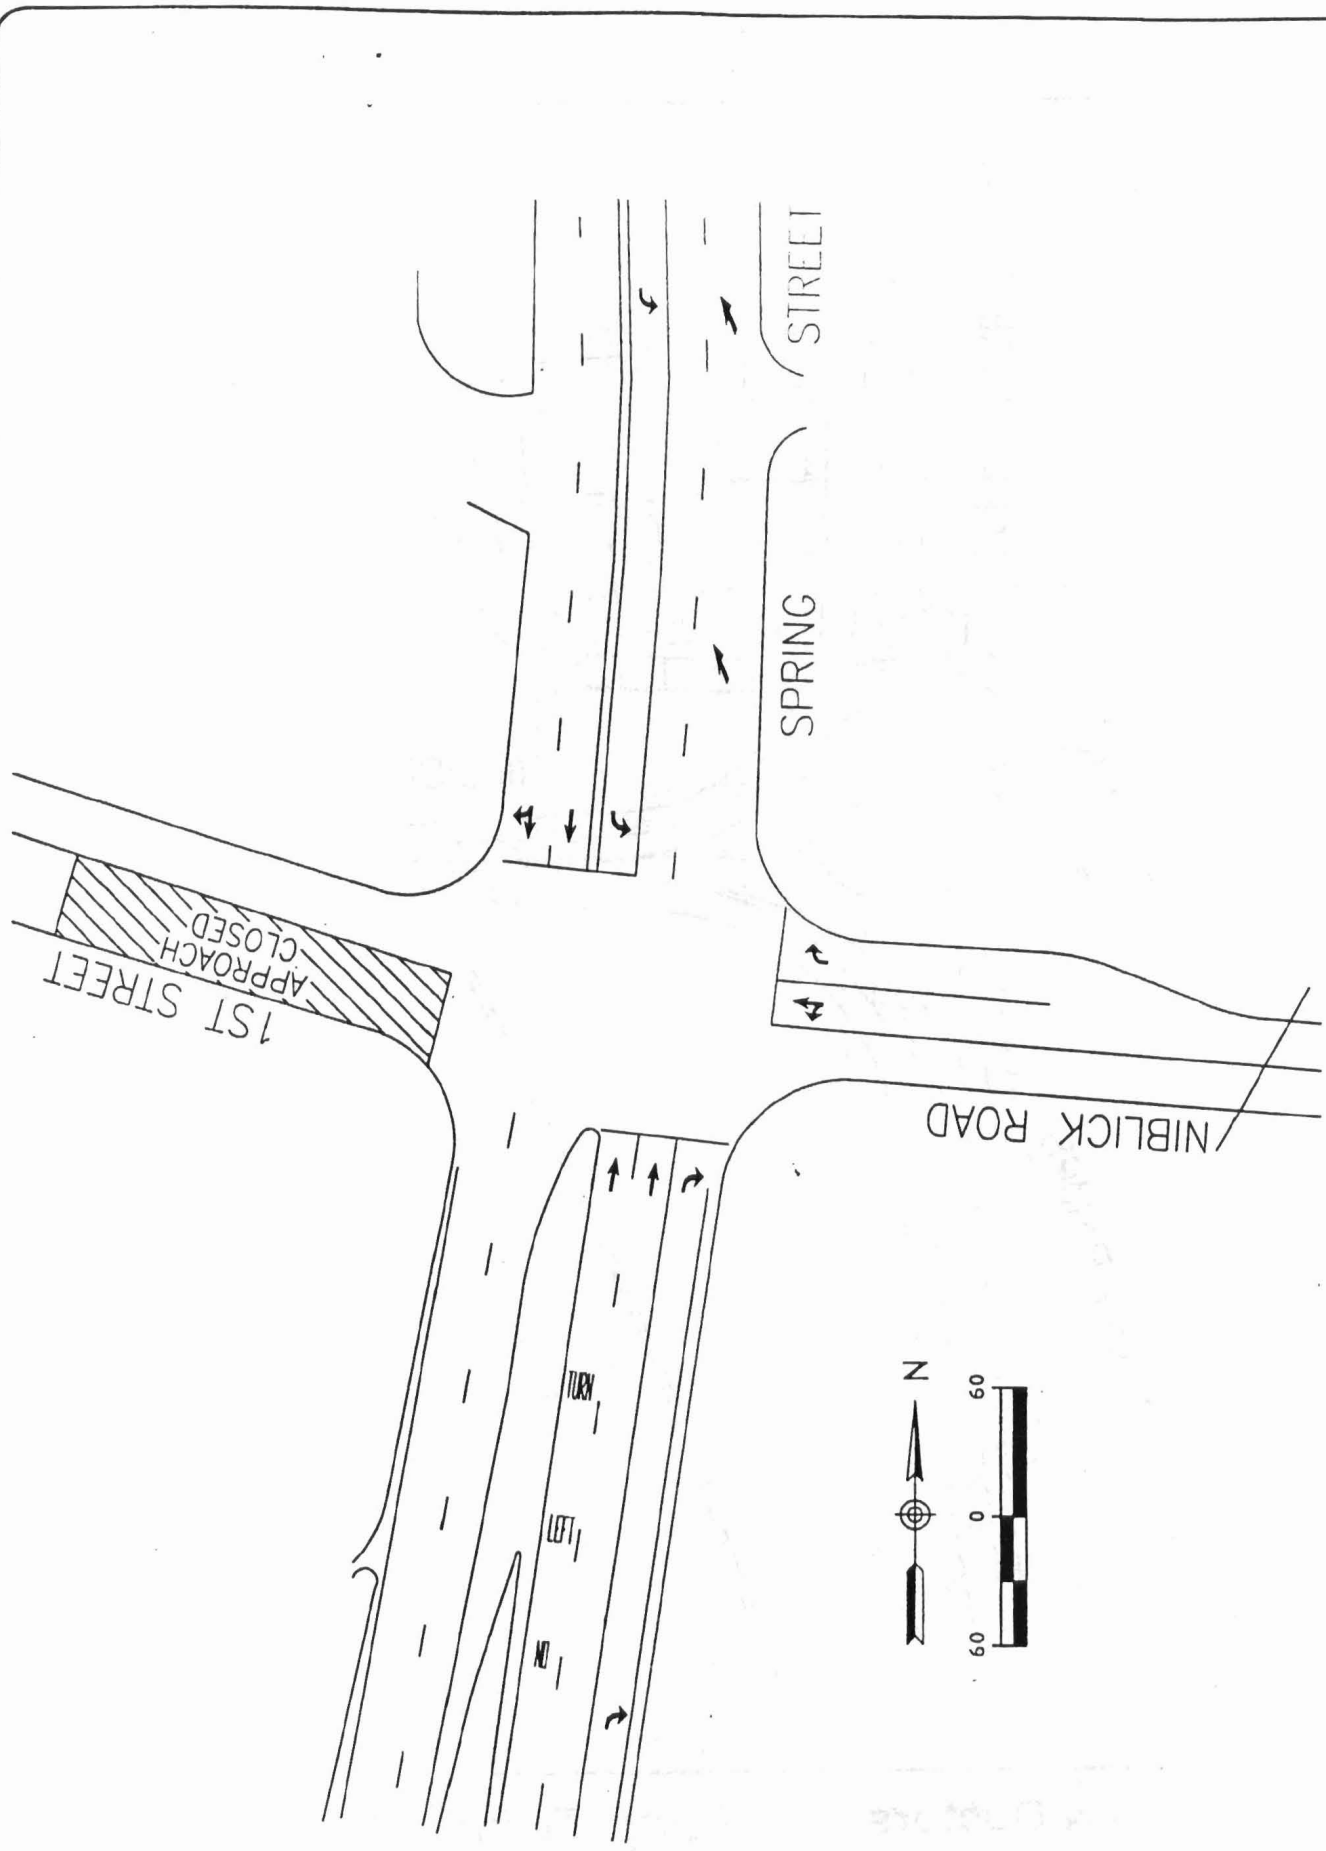 STREET
SPRING
1ST STREET
APPROACH
CLOSED
NIBLICK ROAD
TURN
LEFT
NO
N
60
0
60